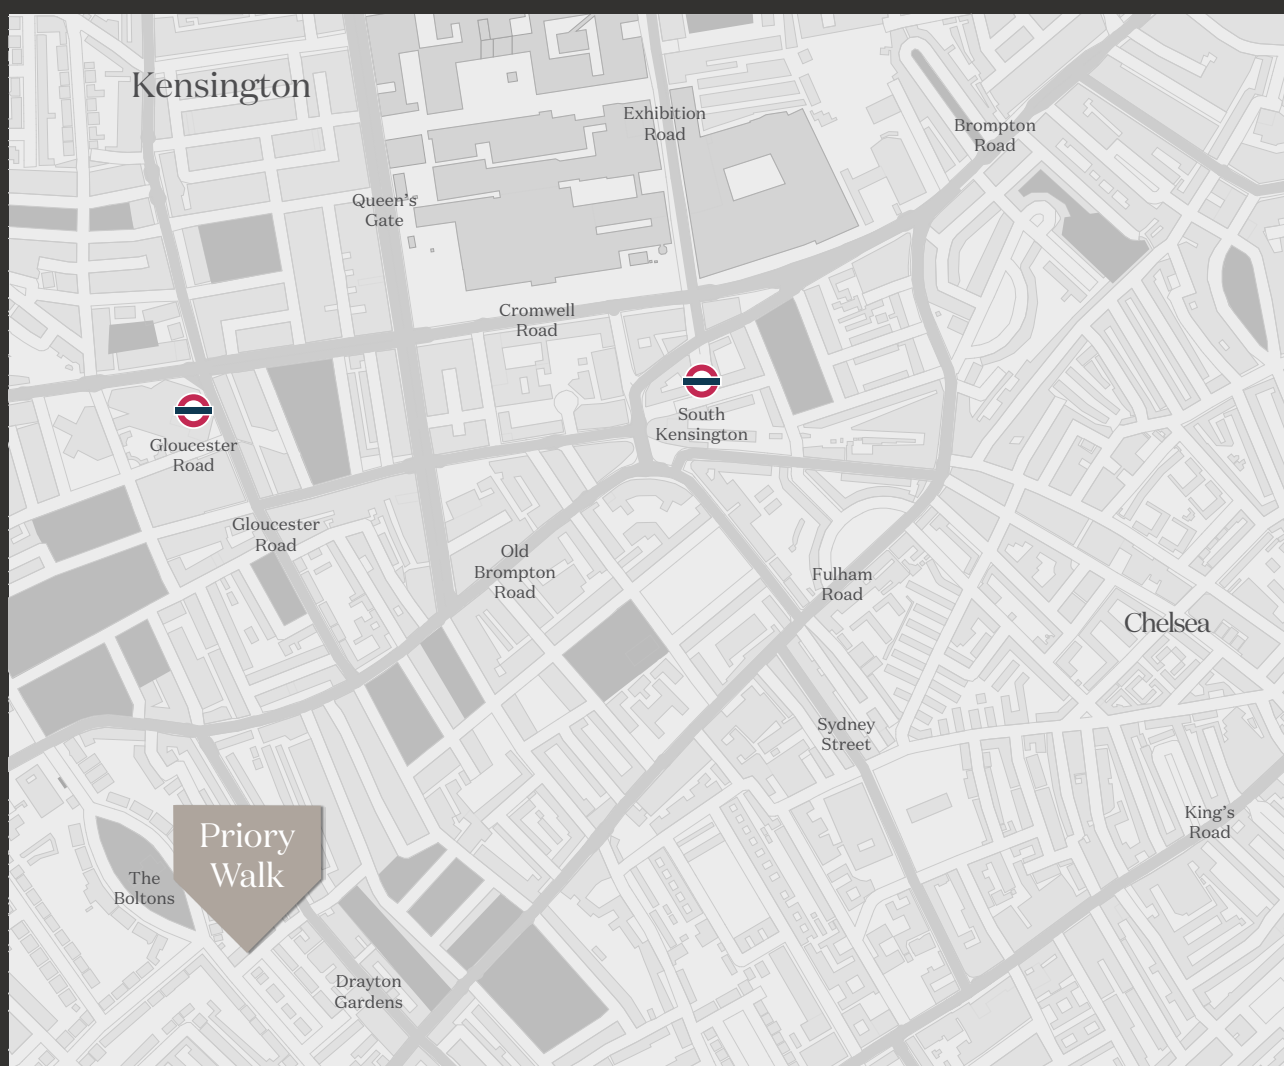 Kensington
Exhibition
Road
Brompton
Road
Queen's
Gate
Cromwell
Road
South
Kensington
Gloucester
Road
Gloucester
Road
Old
Brompton
Road
Fulham
Road
Chelsea
Sydney
Street
King's
Road
Priory
Walk
The
Boltons
Drayton
Gardens